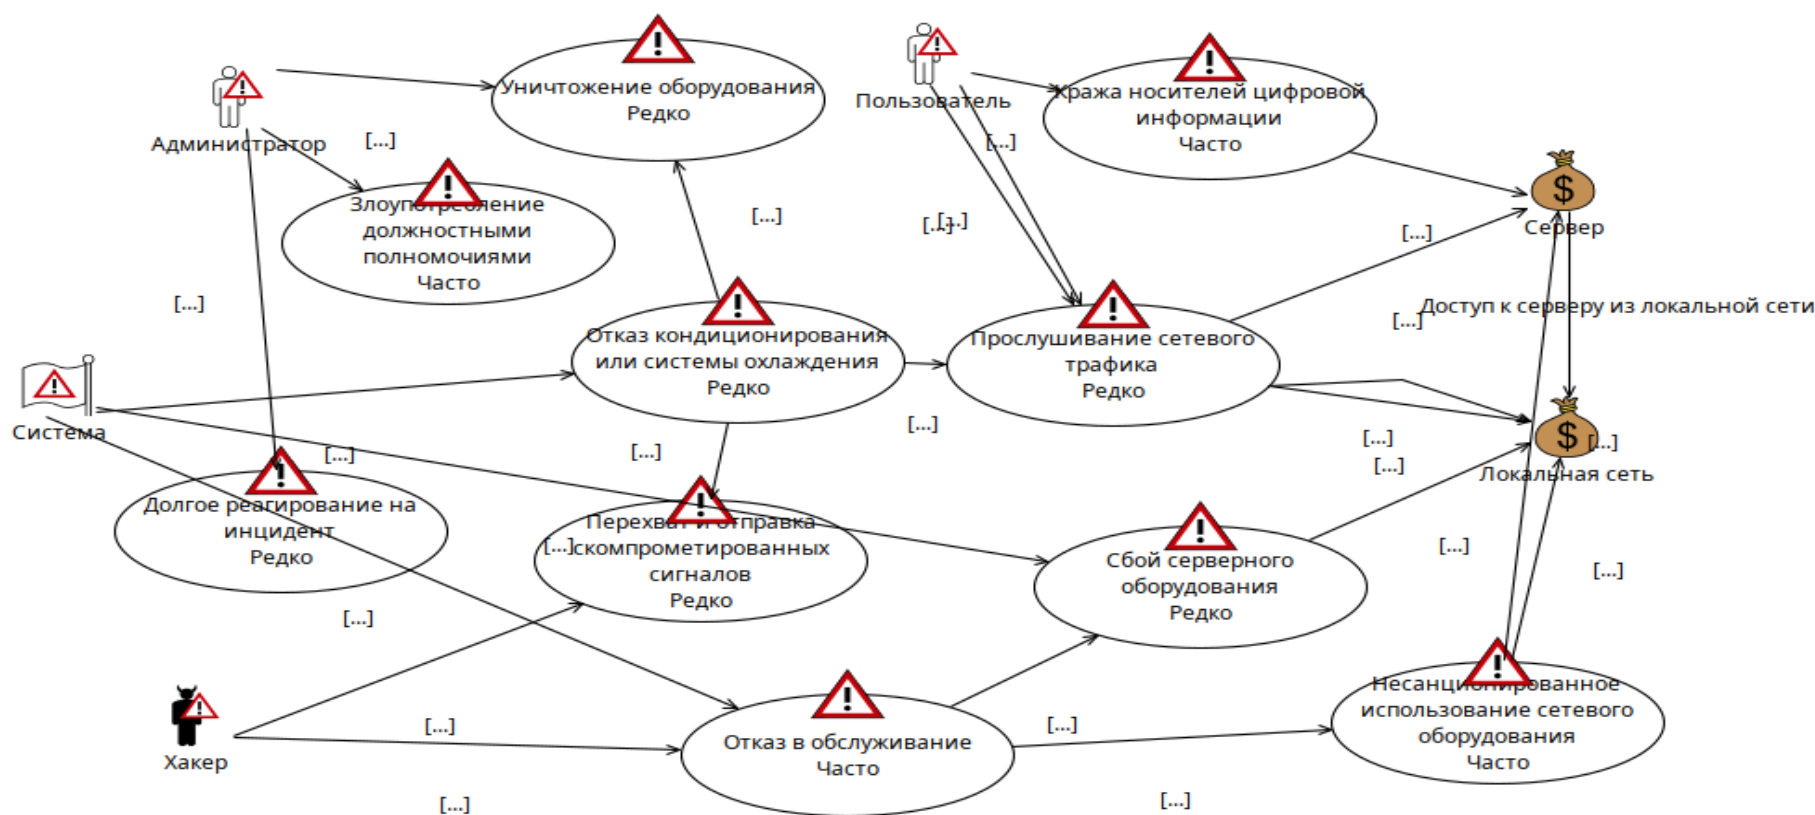 Уничтожение оборудования
Редко
Администратор
[...]
Злоупотребление
должностными
полномочиями
Часто
Пользователь
[...]
Кража носителей цифровой
информации
Часто
[...]
[...]
[...]
[...]
Сервер
[...]
Доступ к серверу из локальной сети
[...]
Отказ кондиционирования
или системы охлаждения
Редко
Прослушивание сетевого
трафика
Редко
Система
[...]
[...]
[...]
[...]
[...]
[...]
Локальная сеть
Долгое реагирование на
инцидент
Редко
Перехват и отправка
[...]
скомпрометированных
сигналов
Редко
Сбой серверного
оборудования
Редко
[...]
[...]
[...]
Хакер
[...]
Отказ в обслуживание
Часто
[...]
Несанкционированное
использование сетевого
оборудования
Часто
[...]
[...]